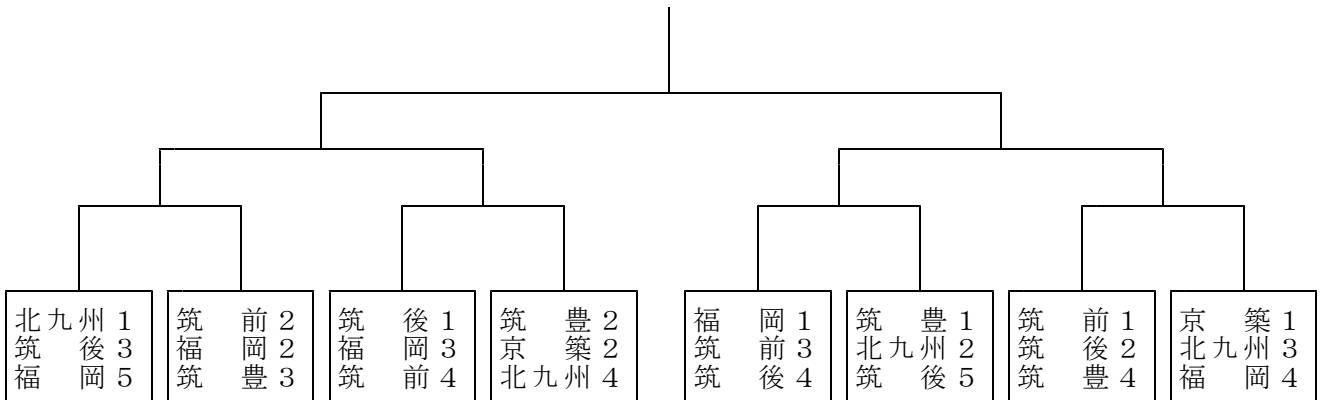 北九州1
筑後3
福岡5
筑前2
福岡2
筑豊3
筑後1
福岡3
筑前4
筑豊2
京築2
北九州4
福岡1
筑前3
筑後4
筑豊1
北九州2
筑後5
筑前1
筑後2
筑豊4
京築1
北九州3
福岡4